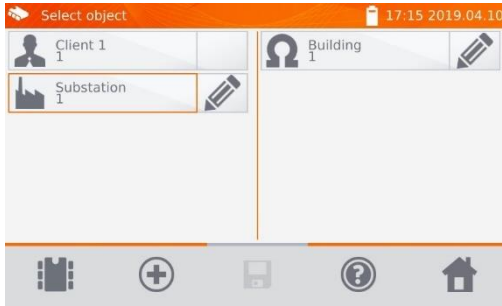 Select object
17:15 2019.04.10
Client 1
1
Substation
1
Building
1